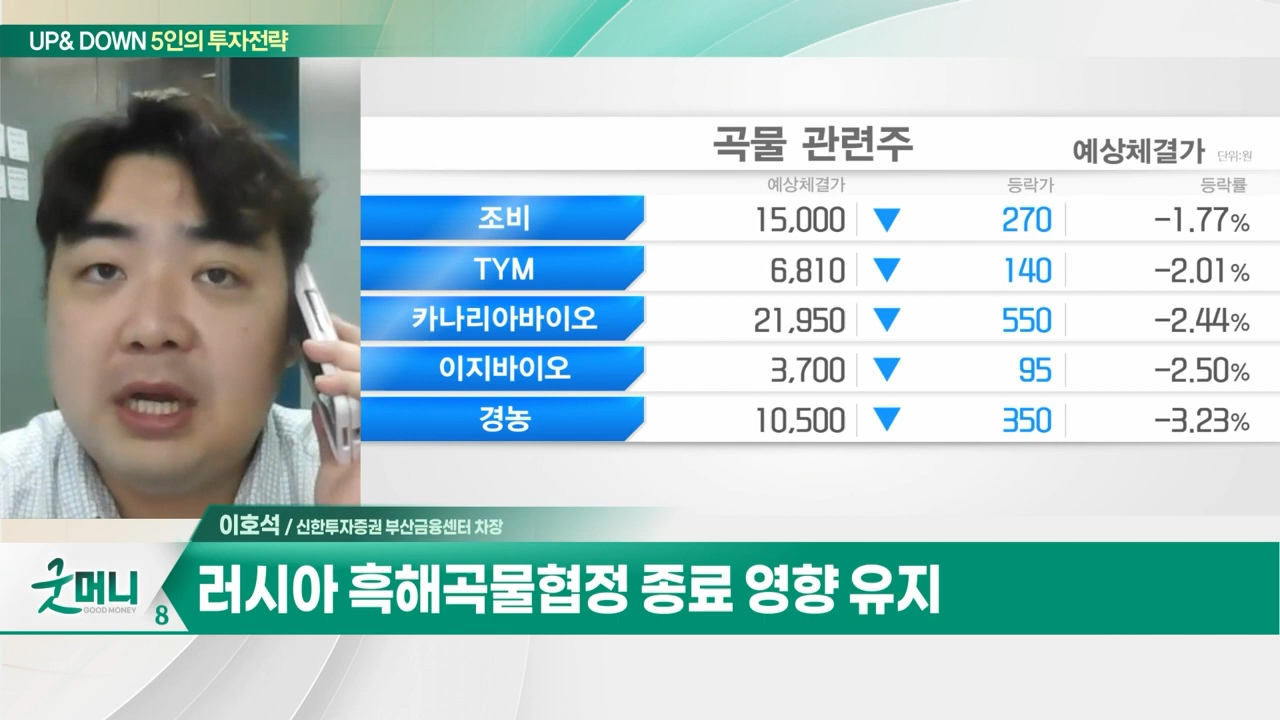 UP& DOWN 5인의 투자전략
곡물 관련주
예상체결가 단위:원
예상체결가 등락가 등락률
조비 15,000 ▼ 270 -1.77%
TYM 6,810 ▼ 140 -2.01%
카나리아바이오 21,950 ▼ 550 -2.44%
이지바이오 3,700 ▼ 95 -2.50%
경농 10,500 ▼ 350 -3.23%
이호석 / 신한투자증권 부산금융센터 차장
굿머니
GOOD MONEY
8
러시아 흑해곡물협정 종료 영향 유지